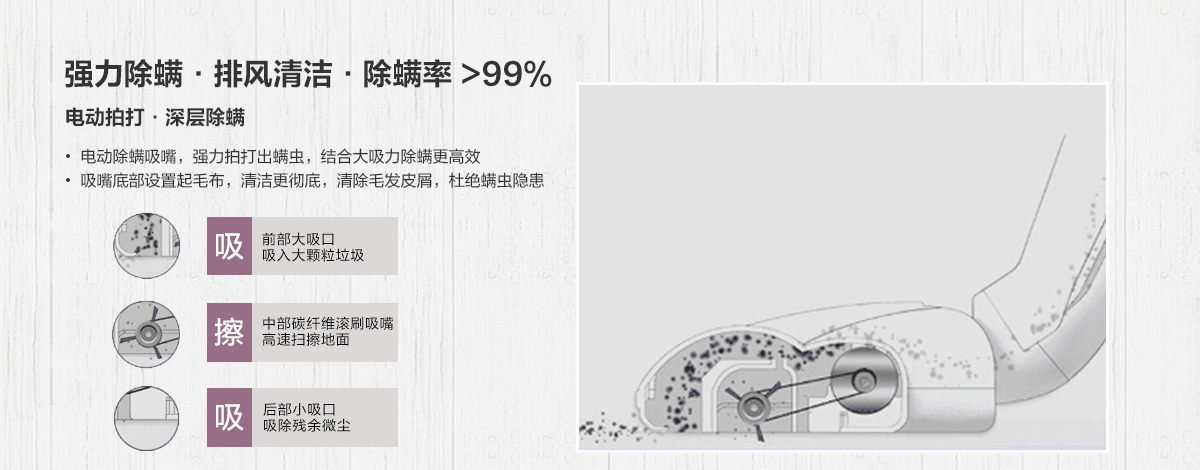 强力除螨 · 排风清洁 · 除螨率 >99%
电动拍打 · 深层除螨
• 电动除螨吸嘴，强力拍打出螨虫，结合大吸力除螨更高效
• 吸嘴底部设置起毛布，清洁更彻底，清除毛发皮屑，杜绝螨虫隐患
吸
前部大吸口
吸入大颗粒垃圾
擦
中部碳纤维滚刷吸嘴
高速扫擦地面
吸
后部小吸口
吸除残余微尘